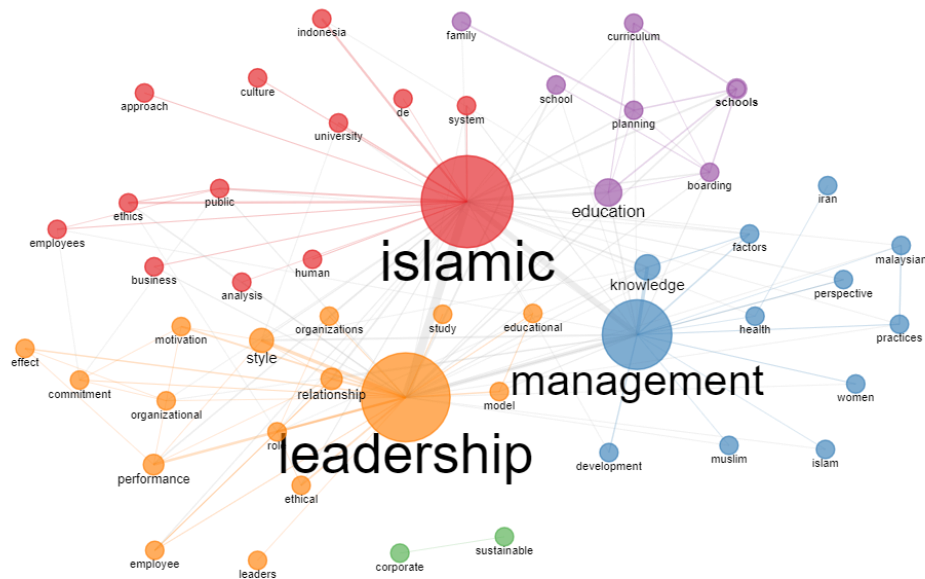 indonesia
family
curriculum
culture
approach
de
school
schools
system
university
planning
boarding
public
ethics
education
iran
employees
factors
malaysian
human
islamic
business
analysis
knowledge
perspective
organizations
study
educational
health
practices
motivation
style
effect
management
commitment
relationship
women
organizational
model
role
leadership
performance
development
muslim
islam
ethical
sustainable
employee
leaders
corporate